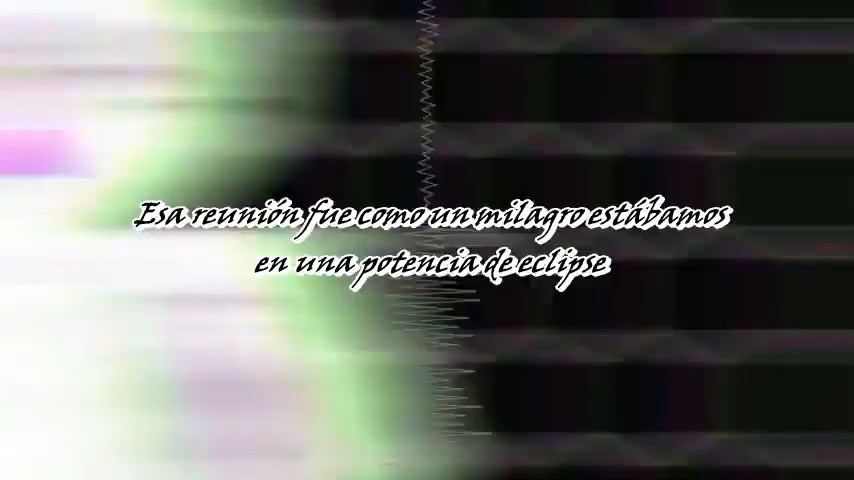 Esa reunión fue como un milagro estábamos
en una potencia de eclipse